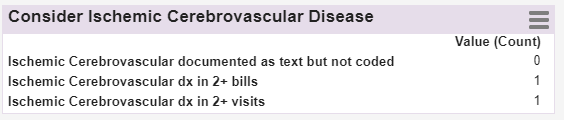 Consider Ischemic Cerebrovascular Disease
Value (Count)
Ischemic Cerebrovascular documented as text but not coded 0
Ischemic Cerebrovascular dx in 2+ bills 1
Ischemic Cerebrovascular dx in 2+ visits 1